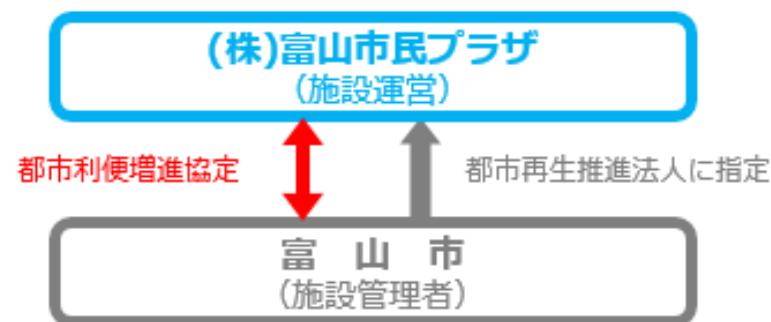 (株)富山市民プラザ
（施設運営）
都市利便増進協定
都市再生推進法人に指定
富　山　市
（施設管理者）